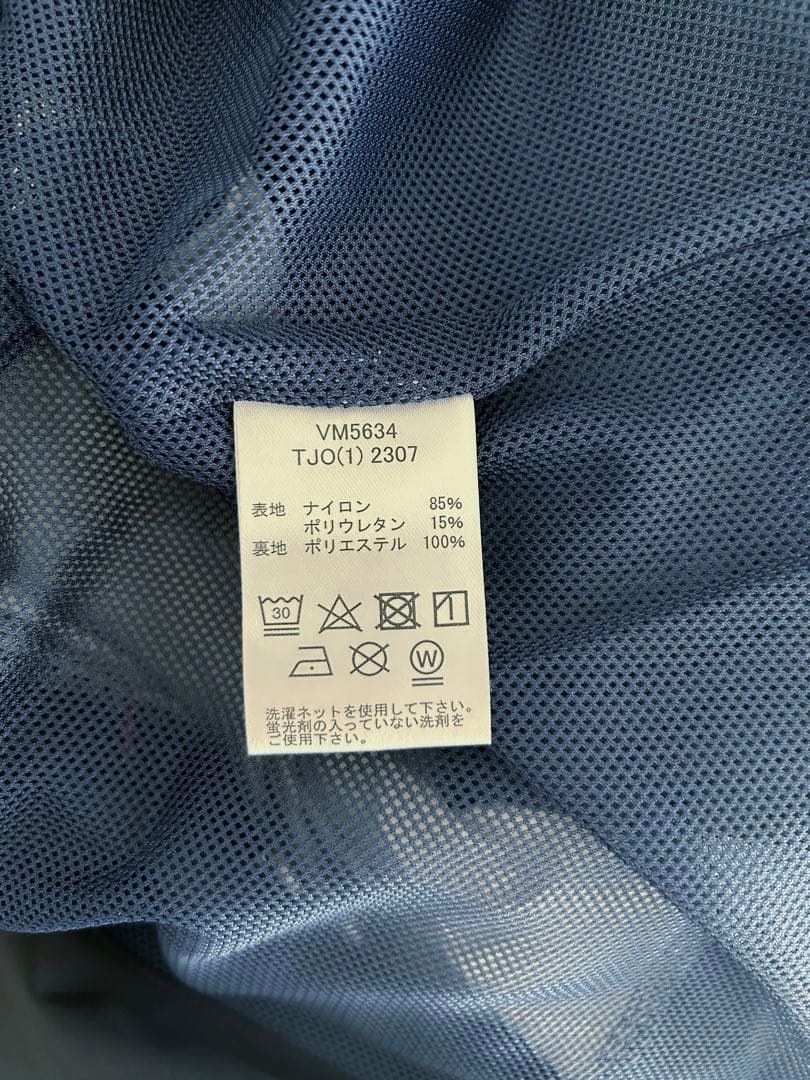 VM5634
TJO(1) 2307
表地 ナイロン 85%
ポリウレタン 15%
裏地 ポリエステル 100%
30
W
洗濯ネットを使用して下さい。
蛍光剤の入っていない洗剤を
ご使用下さい。